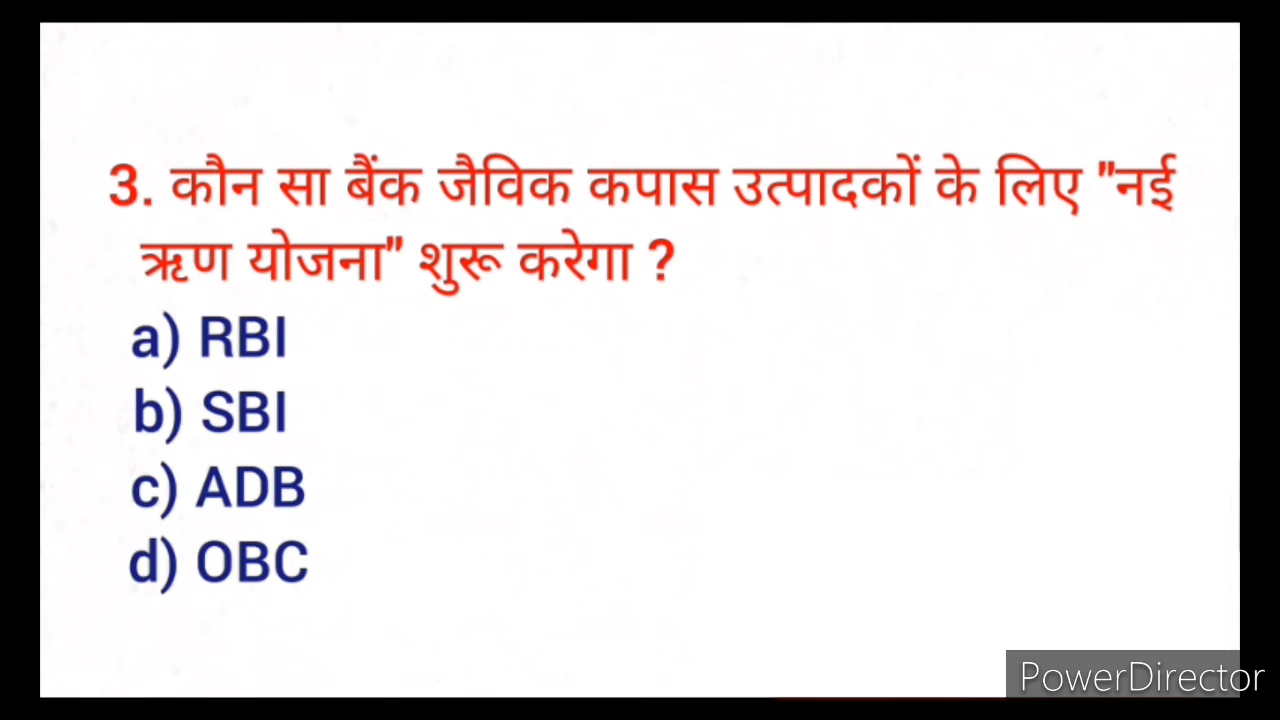 3. कौन सा बैंक जैविक कपास उत्पादकों के लिए "नई
ऋण योजना" शुरू करेगा ?
a) RBI
b) SBI
c) ADB
d) OBC
PowerDirector